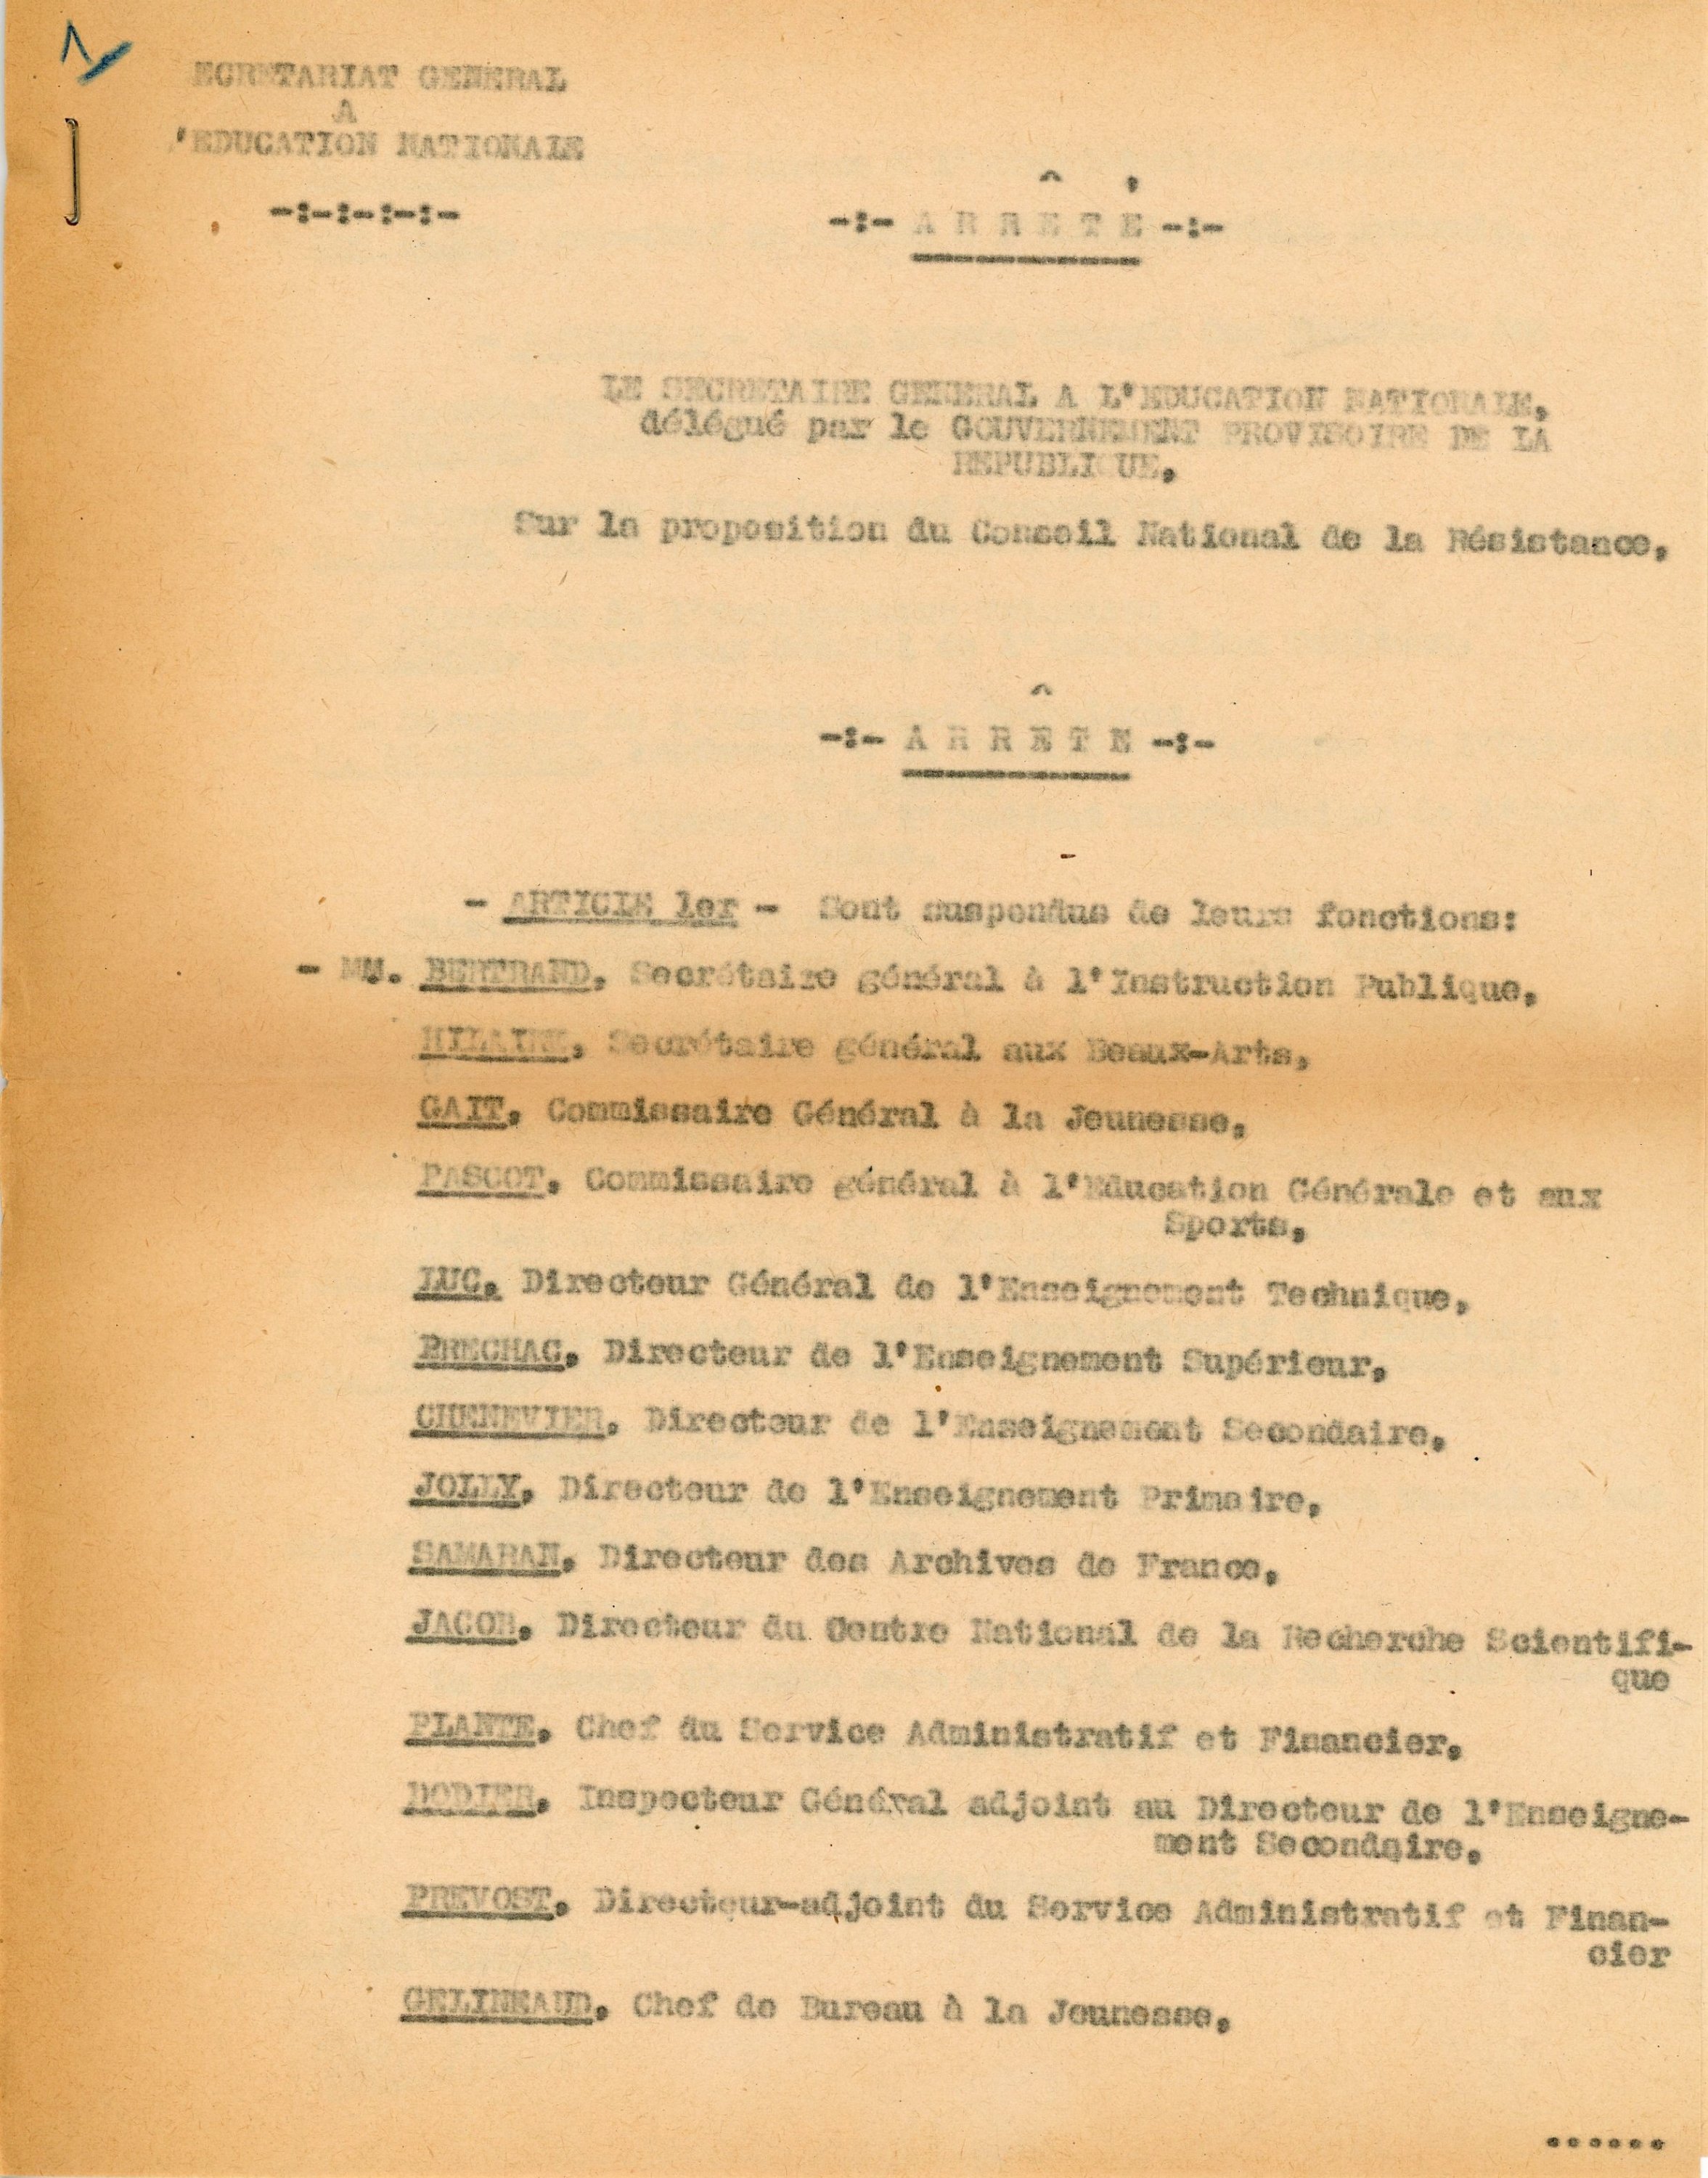 ECRETARIAT GENERAL
A
'EDUCATION NATIONALE
-:-:-:-:-
-:- A R R Ê T É -:-
LE SECRETAIRE GENERAL A L'EDUCATION NATIONALE,
délégué par le GOUVERNEMENT PROVISOIRE DE LA
REPUBLI UE,
Sur la proposition du Conseil National de la Résistance,
-:- A R R Ê T E -:-
- ARTICLE 1er - Sont suspendus de leurs fonctions:
- MM. BERTRAND, Secrétaire général à l'Instruction Publique,
HILAIRE, Secrétaire général aux Beaux-Arts,
GAIT, Commissaire Général à la Jeunesse,
PASCOT, Commissaire général à l'Education Générale et aux
Sports,
LUC, Directeur Général de l'Enseignement Technique,
PRECHAC, Directeur de l'Enseignement Supérieur,
CHENEVIER, Directeur de l'Enseignement Secondaire,
JOLLY, Directeur de l'Enseignement Primaire,
SAMARAN, Directeur des Archives de France,
JACOB, Directeur du Centre National de la Recherche Scientifi-
que
PLANTE, Chef du Service Administratif et Financier,
DODIER, Inspecteur Général adjoint au Directeur de l'Enseigne-
ment Secondaire,
PREVOST, Directeur-adjoint du Service Administratif et Finan-
cier
GELINEAUD, Chef de Bureau à la Jeunesse,
......